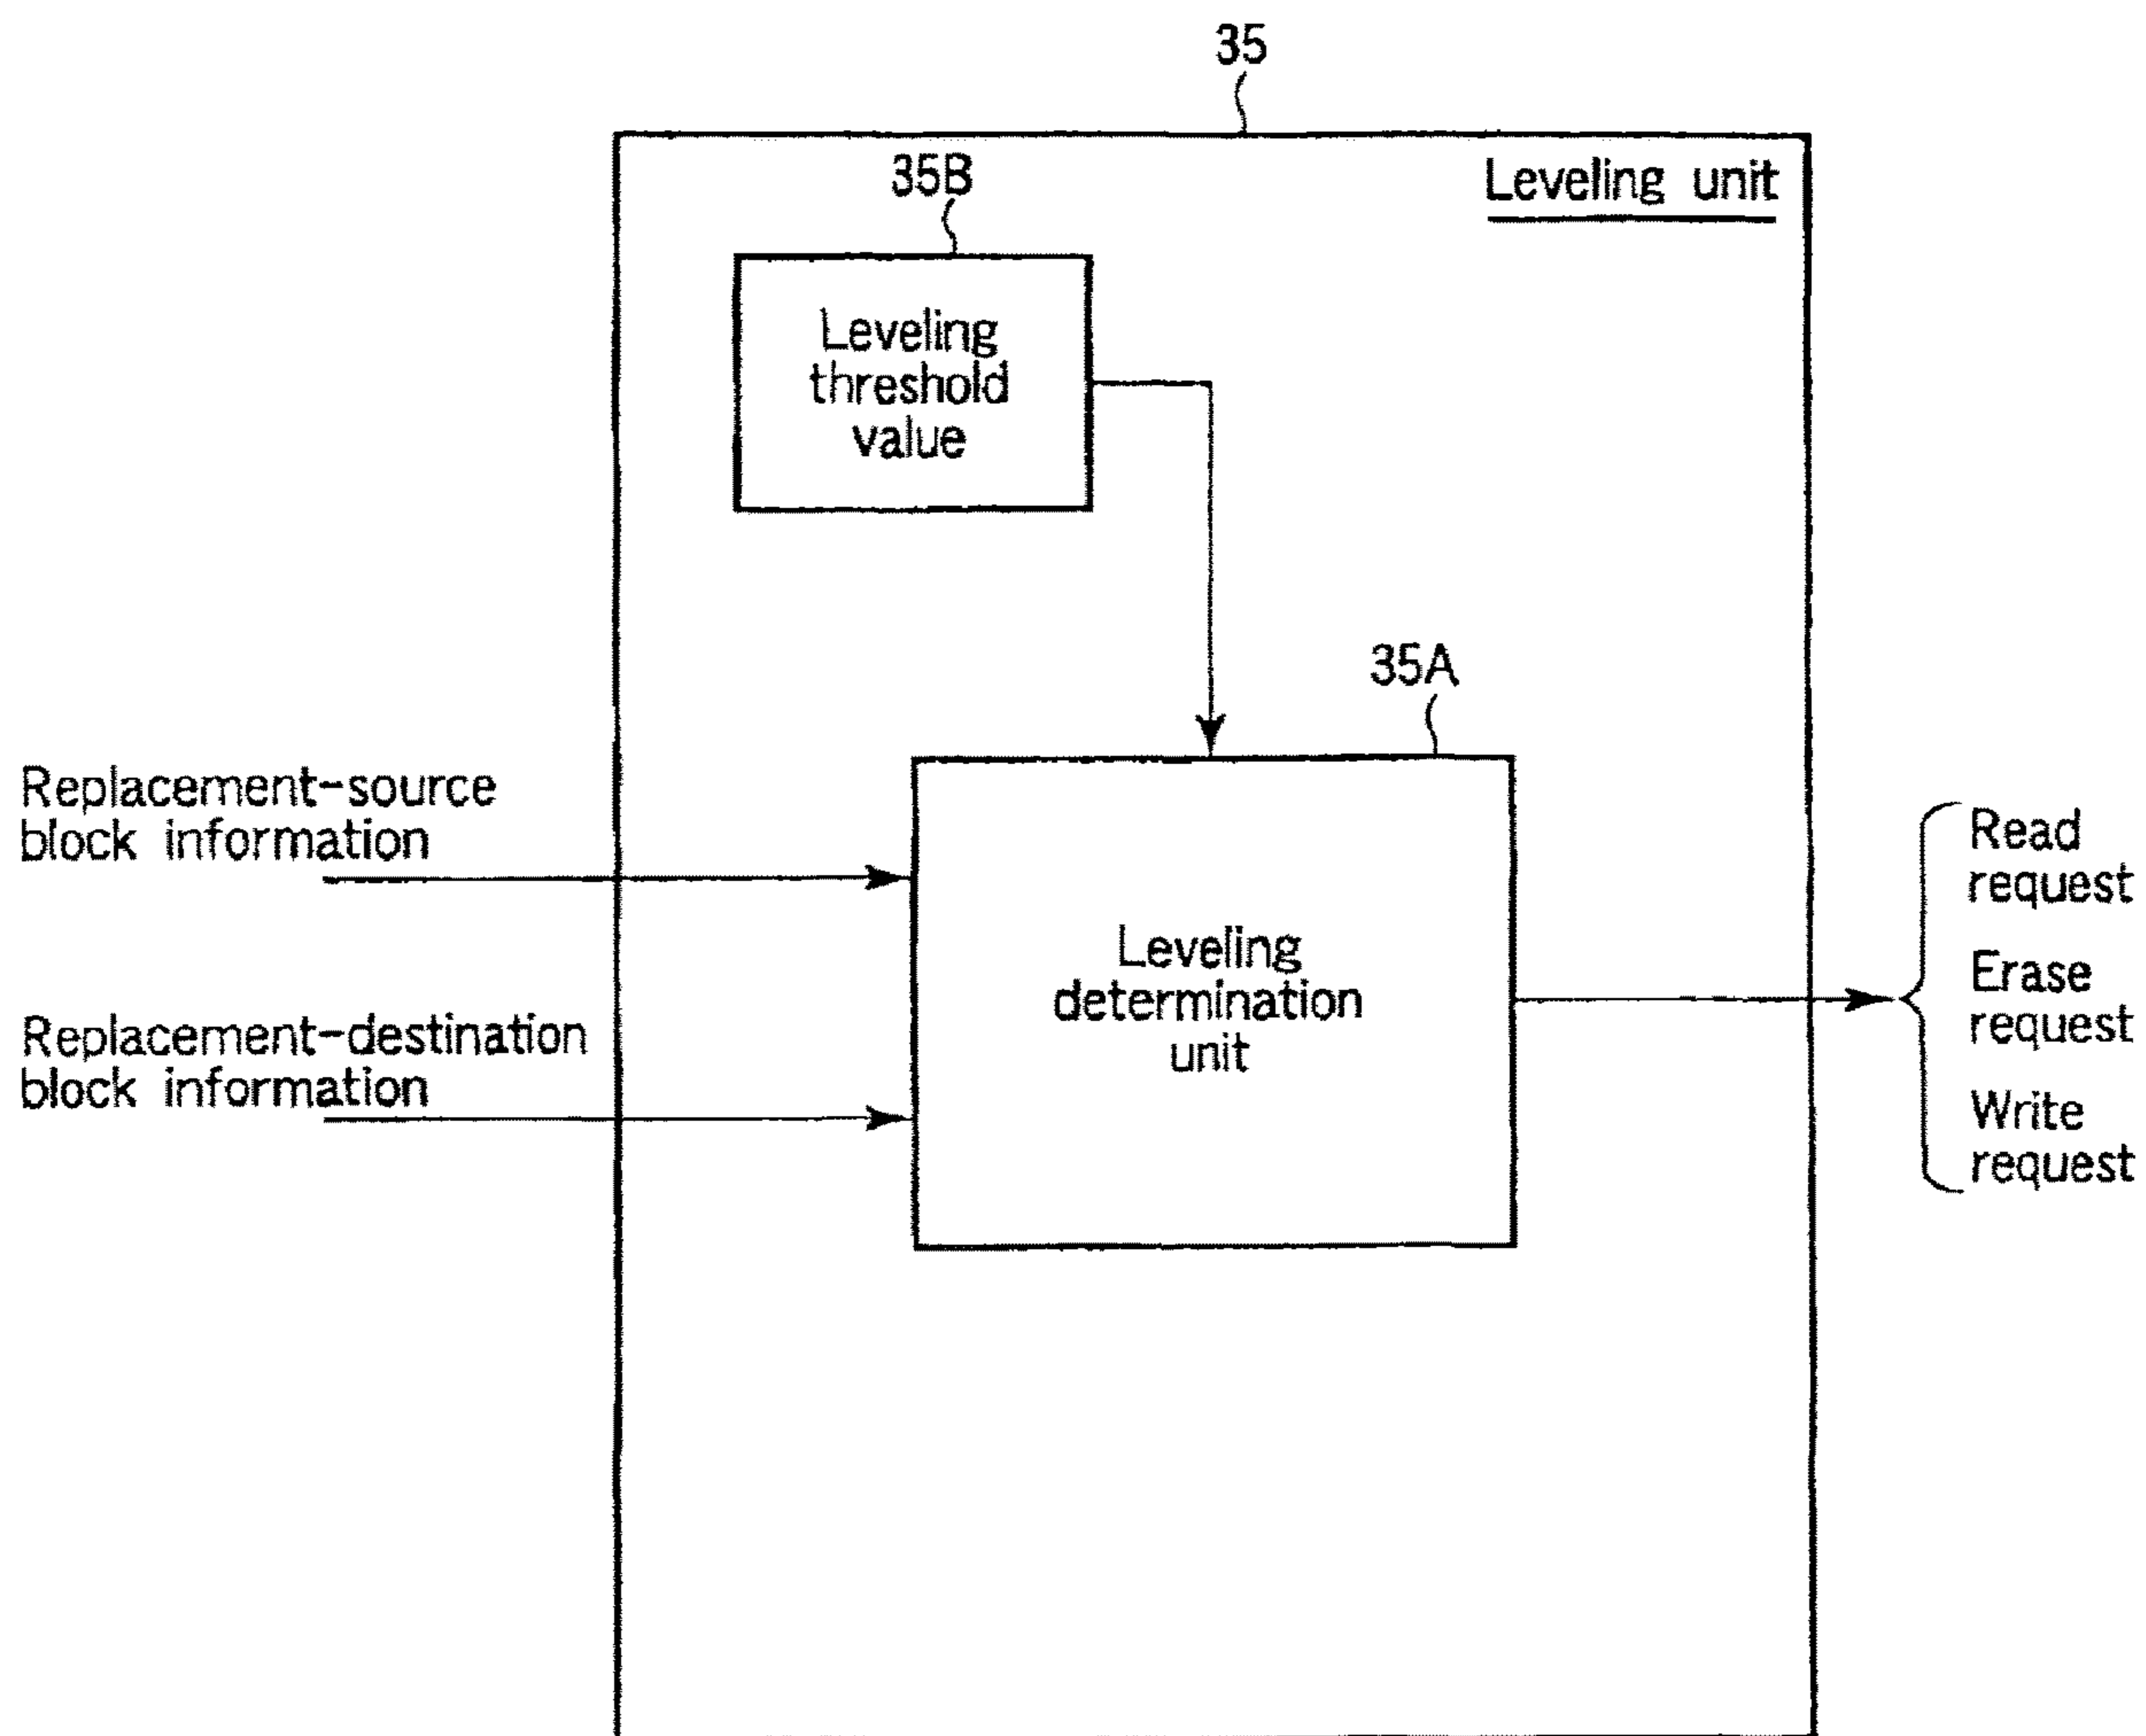 35
35B
Leveling unit
Leveling
threshold
value
35A
Replacement-source
block information
Replacement-destination
block information
Leveling
determination
unit
Read
request
Erase
request
Write
request